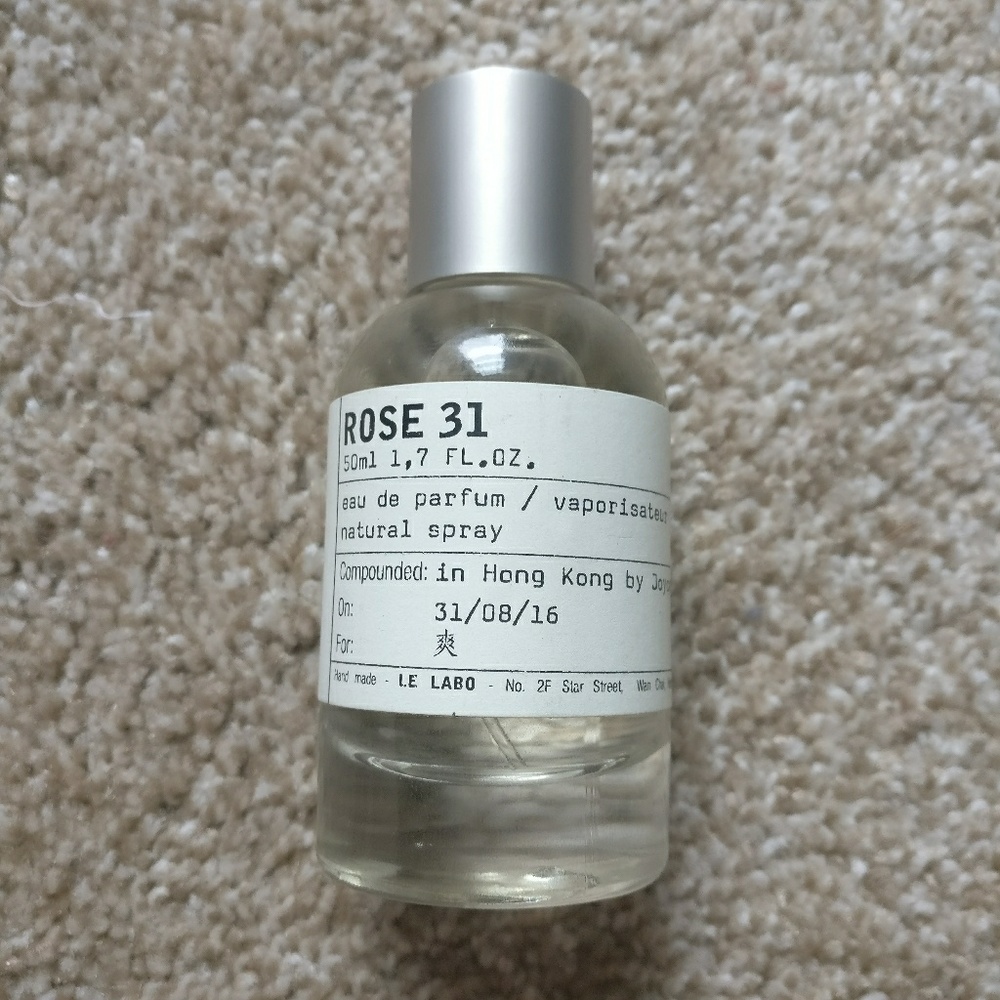 ROSE 31
50ml 1,7 FL.OZ.
eau de parfum / vaporisateur
natural spray
Compounded: in Hong Kong by
On: 31/08/16
For: 爽
Hand made - LE LABO - No. 2F Star Street, Wan